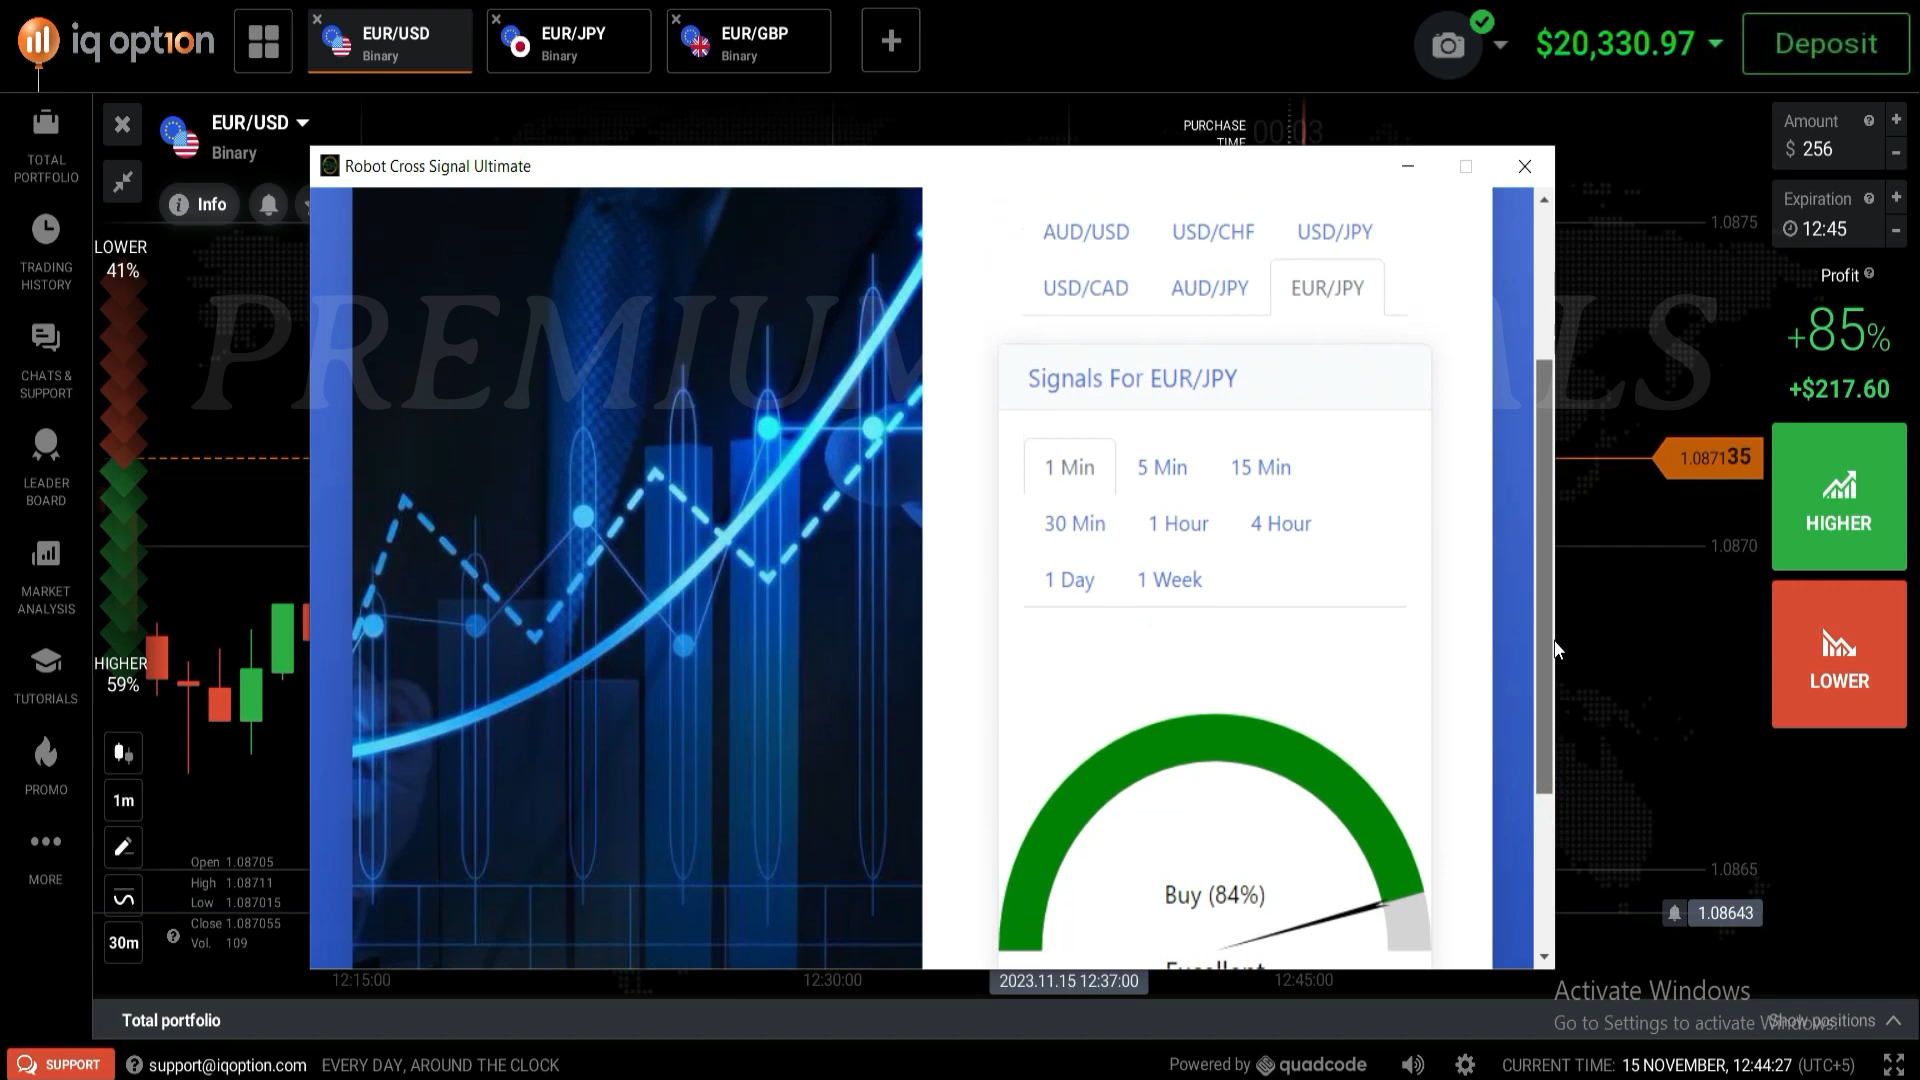 iq option
EUR/USD
Binary
EUR/JPY
Binary
EUR/GBP
Binary
$20,330.97
Deposit
EUR/USD
Binary
PURCHASE
TIME
00:03
Info
Robot Cross Signal Ultimate
TOTAL
PORTFOLIO
TRADING
HISTORY
CHATS &
SUPPORT
LEADER
BOARD
MARKET
ANALYSIS
TUTORIALS
PROMO
MORE
LOWER
41%
HIGHER
59%
1m
30m
Open 1.08705
High 1.08711
Low 1.087015
Close 1.087055
Vol. 109
PREMIUM
ALS
AUD/USD USD/CHF USD/JPY
USD/CAD AUD/JPY EUR/JPY
Signals For EUR/JPY
1 Min 5 Min 15 Min
30 Min 1 Hour 4 Hour
1 Day 1 Week
Buy (84%)
Excellent
1.0875
1.087135
1.0870
1.0865
1.08643
Amount
$ 256
Expiration
12:45
Profit
+85%
+$217.60
HIGHER
LOWER
12:15:00
12:30:00
2023.11.15 12:37:00
12:45:00
Activate Windows
Go to Settings to activate Windows.
Total portfolio
Show positions
SUPPORT
support@iqoption.com
EVERY DAY, AROUND THE CLOCK
Powered by quadcode
CURRENT TIME: 15 NOVEMBER, 12:44:27 (UTC+5)